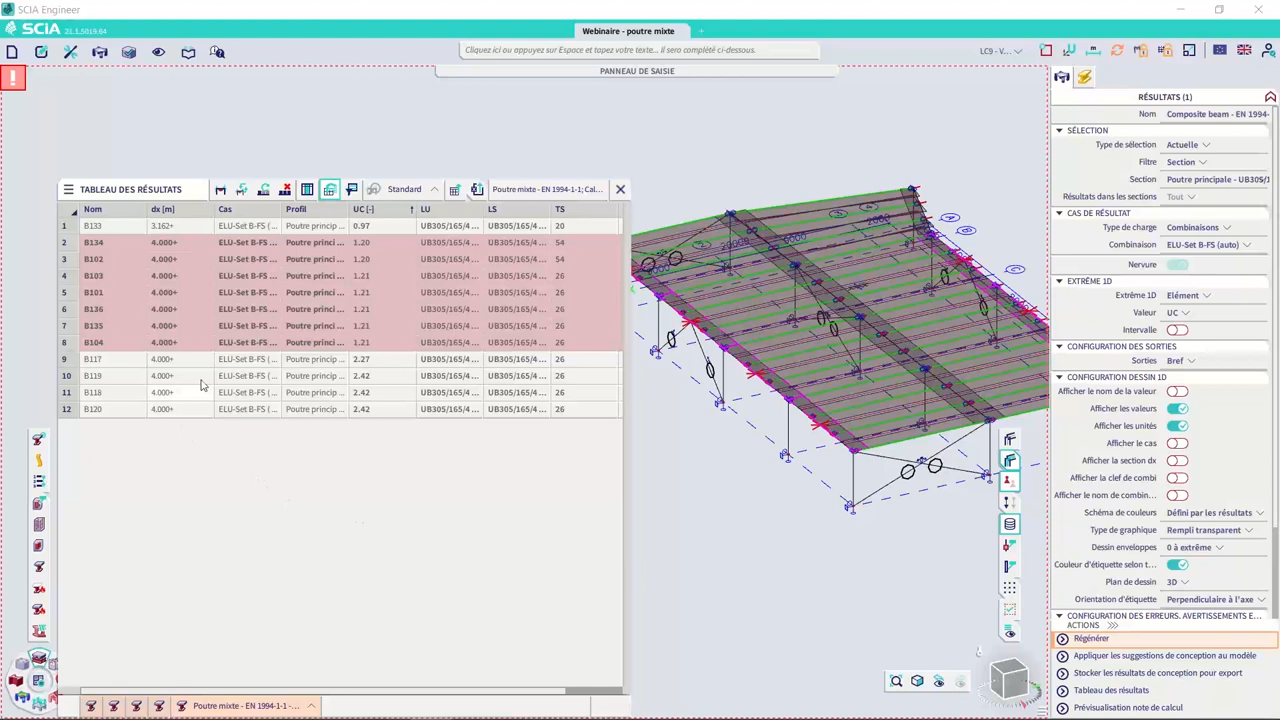 SCIA Engineer
SCIA 21.1.5019.64
Webinaire - poutre mixte
Cliquez ici ou appuyez sur Espace et tapez votre texte... il sera complété ci-dessous.
LC9 - V...
PANNEAU DE SAISIE
RÉSULTATS (1)
Nom Composite beam - EN 1994-
SÉLECTION
Type de sélection Actuelle
Filtre Section
Section Poutre principale - UB305/1
Résultats dans les sections Tout
CAS DE RÉSULTAT
Type de charge Combinaisons
Combinaison ELU-Set B-FS (auto)
Nervure
EXTRÊME 1D
Extrême 1D Elément
Valeur UC
Intervalle
CONFIGURATION DES SORTIES
Sorties Bref
CONFIGURATION DESSIN 1D
Afficher le nom de la valeur
Afficher les valeurs
Afficher les unités
Afficher le cas
Afficher la section dx
Afficher la clef de combi
Afficher le nom de combin...
Schéma de couleurs Défini par les résultats
Type de graphique Rempli transparent
Dessin enveloppes 0 à extrême
Couleur d'étiquette selon t...
Plan de dessin 3D
Orientation d'étiquette Perpendiculaire à l'axe
CONFIGURATION DES ERREURS, AVERTISSEMENTS E...
ACTIONS >>>
Régénérer
Appliquer les suggestions de conception au modèle
Stocker les résultats de conception pour export
Tableau des résultats
Prévisualisation note de calcul
TABLEAU DES RÉSULTATS Standard Poutre mixte - EN 1994-1-1; Cal...
Nom dx [m] Cas Profil UC [-] LU LS TS
1 B133 3.162+ ELU-Set B-FS ( ... Poutre princip ... 0.97 UB305/165/4 ... UB305/165/4 ... 20
2 B134 4.000+ ELU-Set B-FS ... Poutre princi ... 1.20 UB305/165/4 ... UB305/165/4 ... 54
3 B102 4.000+ ELU-Set B-FS ... Poutre princi ... 1.20 UB305/165/4 ... UB305/165/4 ... 54
4 B103 4.000+ ELU-Set B-FS ... Poutre princi ... 1.21 UB305/165/4 ... UB305/165/4 ... 26
5 B101 4.000+ ELU-Set B-FS ... Poutre princi ... 1.21 UB305/165/4 ... UB305/165/4 ... 26
6 B136 4.000+ ELU-Set B-FS ... Poutre princi ... 1.21 UB305/165/4 ... UB305/165/4 ... 26
7 B135 4.000+ ELU-Set B-FS ... Poutre princi ... 1.21 UB305/165/4 ... UB305/165/4 ... 26
8 B104 4.000+ ELU-Set B-FS ... Poutre princi ... 1.21 UB305/165/4 ... UB305/165/4 ... 26
9 B117 4.000+ ELU-Set B-FS ( ... Poutre princip ... 2.27 UB305/165/4 ... UB305/165/4 ... 26
10 B119 4.000+ ELU-Set B-FS ( ... Poutre princip ... 2.42 UB305/165/4 ... UB305/165/4 ... 26
11 B118 4.000+ ELU-Set B-FS ( ... Poutre princip ... 2.42 UB305/165/4 ... UB305/165/4 ... 26
12 B120 4.000+ ELU-Set B-FS ( ... Poutre princip ... 2.42 UB305/165/4 ... UB305/165/4 ... 26
Poutre mixte - EN 1994-1-1 -...